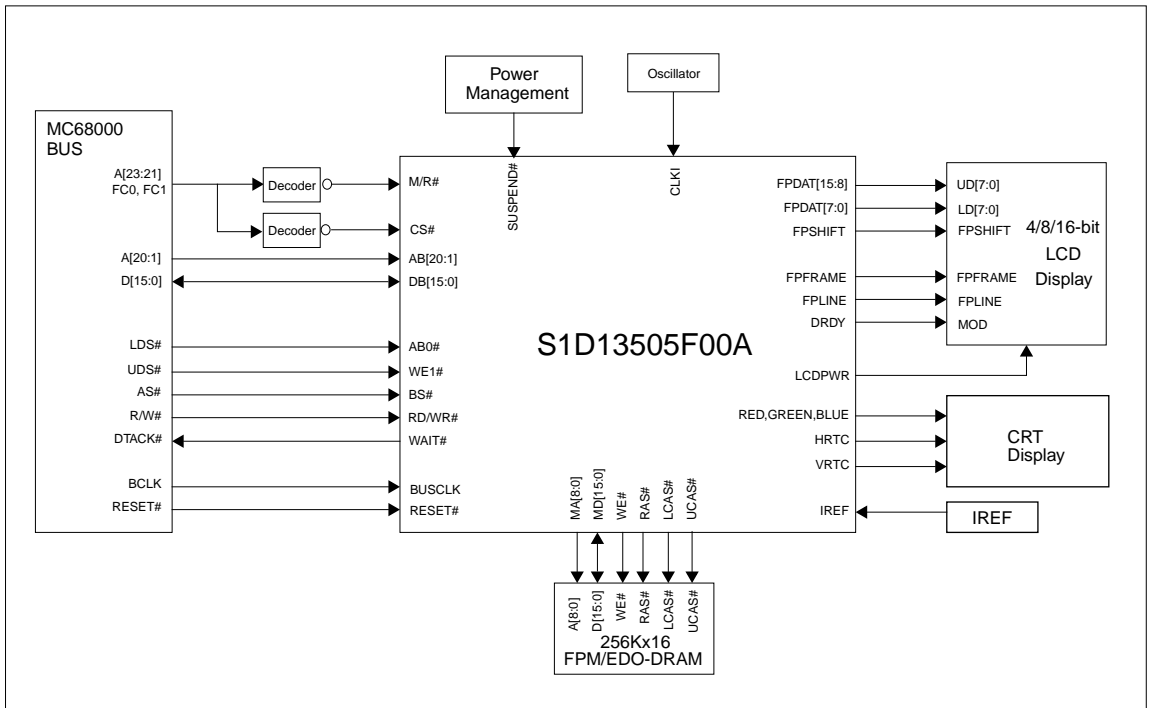 Power
Management
Oscillator
MC68000
BUS
A[23:21]
FC0, FC1
Decoder
Decoder
A[20:1]
D[15:0]
LDS#
UDS#
AS#
R/W#
DTACK#
BCLK
RESET#
M/R#
CS#
AB[20:1]
DB[15:0]
AB0#
WE1#
BS#
RD/WR#
WAIT#
BUSCLK
RESET#
SUSPEND#
CLKI
S1D13505F00A
FPDAT[15:8]
FPDAT[7:0]
FPSHIFT
FPFRAME
FPLINE
DRDY
LCDPWR
RED,GREEN,BLUE
HRTC
VRTC
IREF
UD[7:0]
LD[7:0]
FPSHIFT
FPFRAME
FPLINE
MOD
4/8/16-bit
LCD
Display
CRT
Display
IREF
MA[8:0]
MD[15:0]
WE#
RAS#
LCAS#
UCAS#
A[8:0]
D[15:0]
WE#
RAS#
LCAS#
UCAS#
256Kx16
FPM/EDO-DRAM